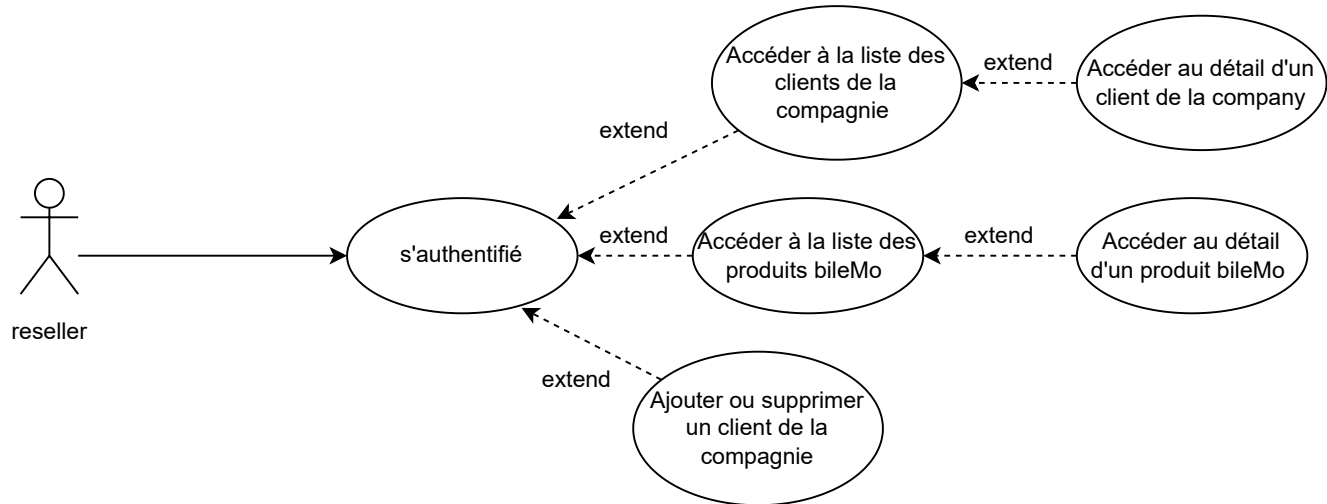 Accéder à la liste des
clients de la
compagnie
extend
Accéder au détail d'un
client de la company
extend
reseller
s'authentifié
extend
Accéder à la liste des
produits bileMo
extend
Accéder au détail
d'un produit bileMo
extend
Ajouter ou supprimer
un client de la
compagnie